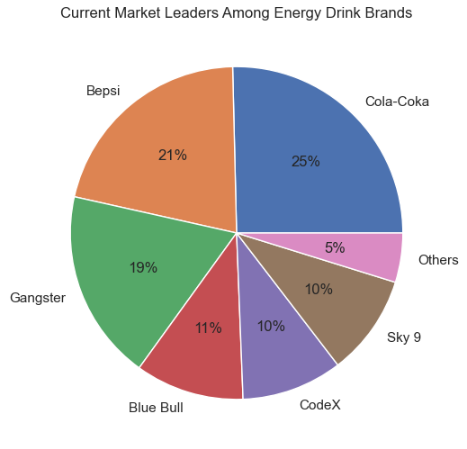 Current Market Leaders Among Energy Drink Brands
Bepsi
Cola-Coka
21%
25%
Gangster
19%
5%
Others
10%
11%
10%
Sky 9
Blue Bull
CodeX